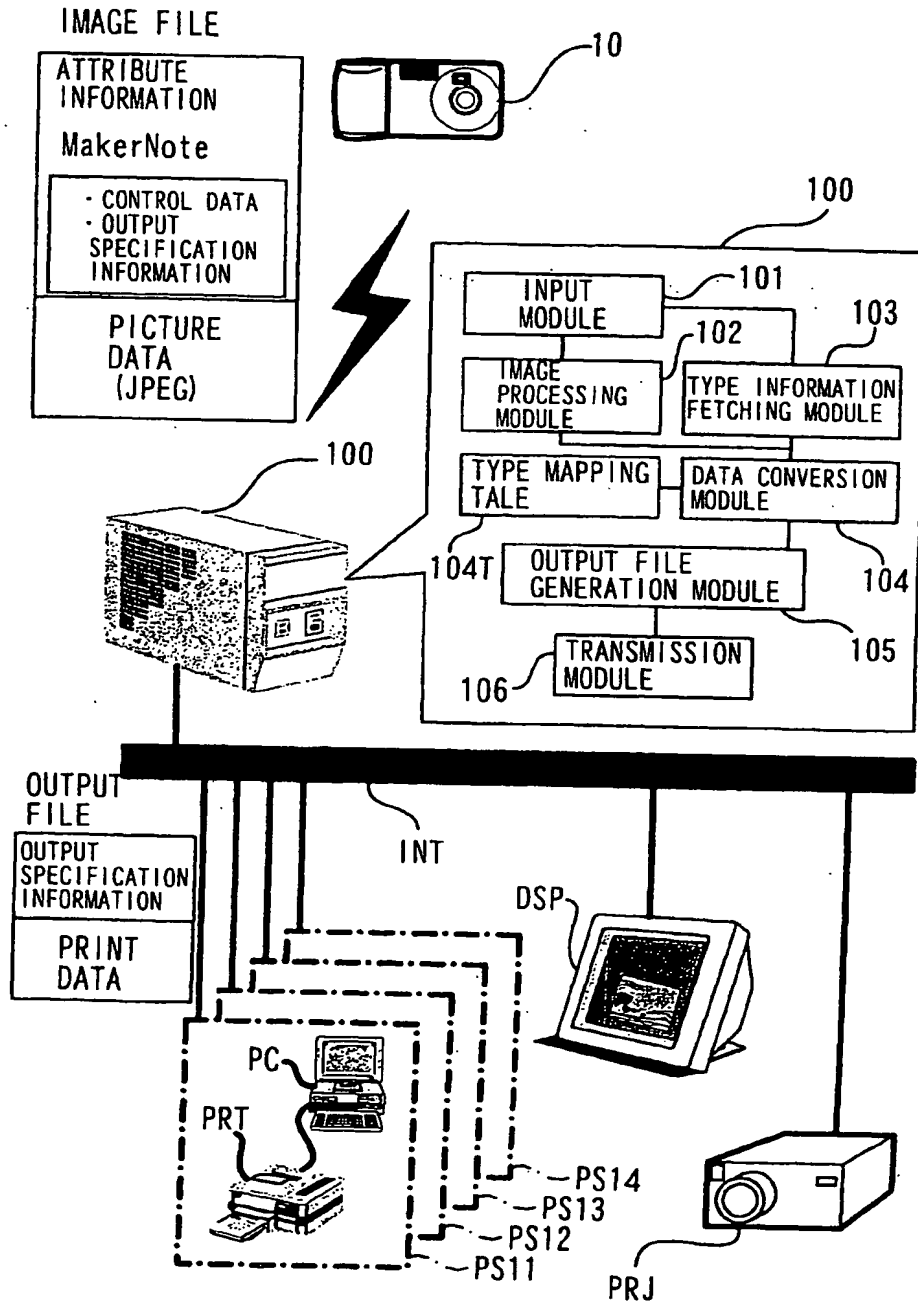 IMAGE FILE
ATTRIBUTE
INFORMATION
MakerNote
· CONTROL DATA
· OUTPUT
SPECIFICATION
INFORMATION
PICTURE
DATA
(JPEG)
10
100
INPUT
MODULE
101
IMAGE
PROCESSING
MODULE
102
TYPE INFORMATION
FETCHING MODULE
103
TYPE MAPPING
TALE
104T
DATA CONVERSION
MODULE
104
OUTPUT FILE
GENERATION MODULE
105
TRANSMISSION
MODULE
106
100
INT
OUTPUT
FILE
OUTPUT
SPECIFICATION
INFORMATION
PRINT
DATA
DSP
PC
PRT
PS14
PS13
PS12
PS11
PRJ